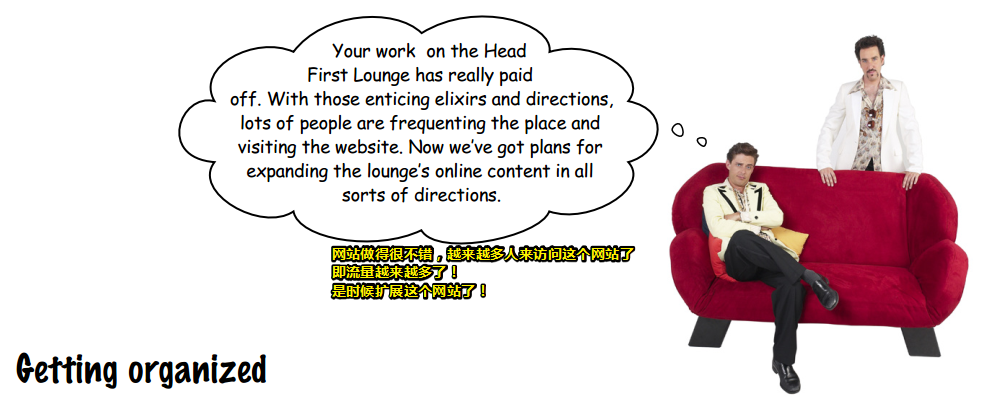 Your work on the Head
First Lounge has really paid
off. With those enticing elixirs and directions,
lots of people are frequenting the place and
visiting the website. Now we've got plans for
expanding the lounge's online content in all
sorts of directions.
网站做得很不错，越来越多人来访问这个网站了
即流量越来越多了！
是时候扩展这个网站了！
Getting organized